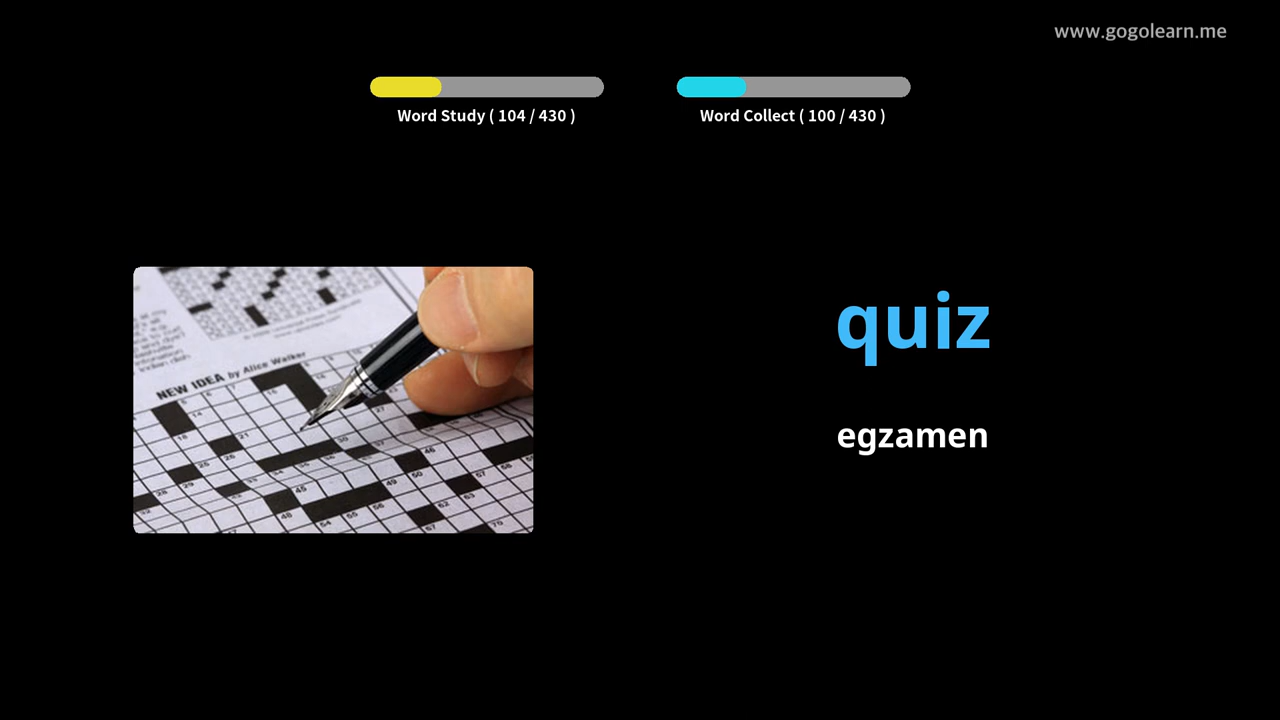 www.gogolearn.me
Word Study ( 104 / 430 )
Word Collect ( 100 / 430 )
NEW IDEA by Alice Walker
quiz
egzamen